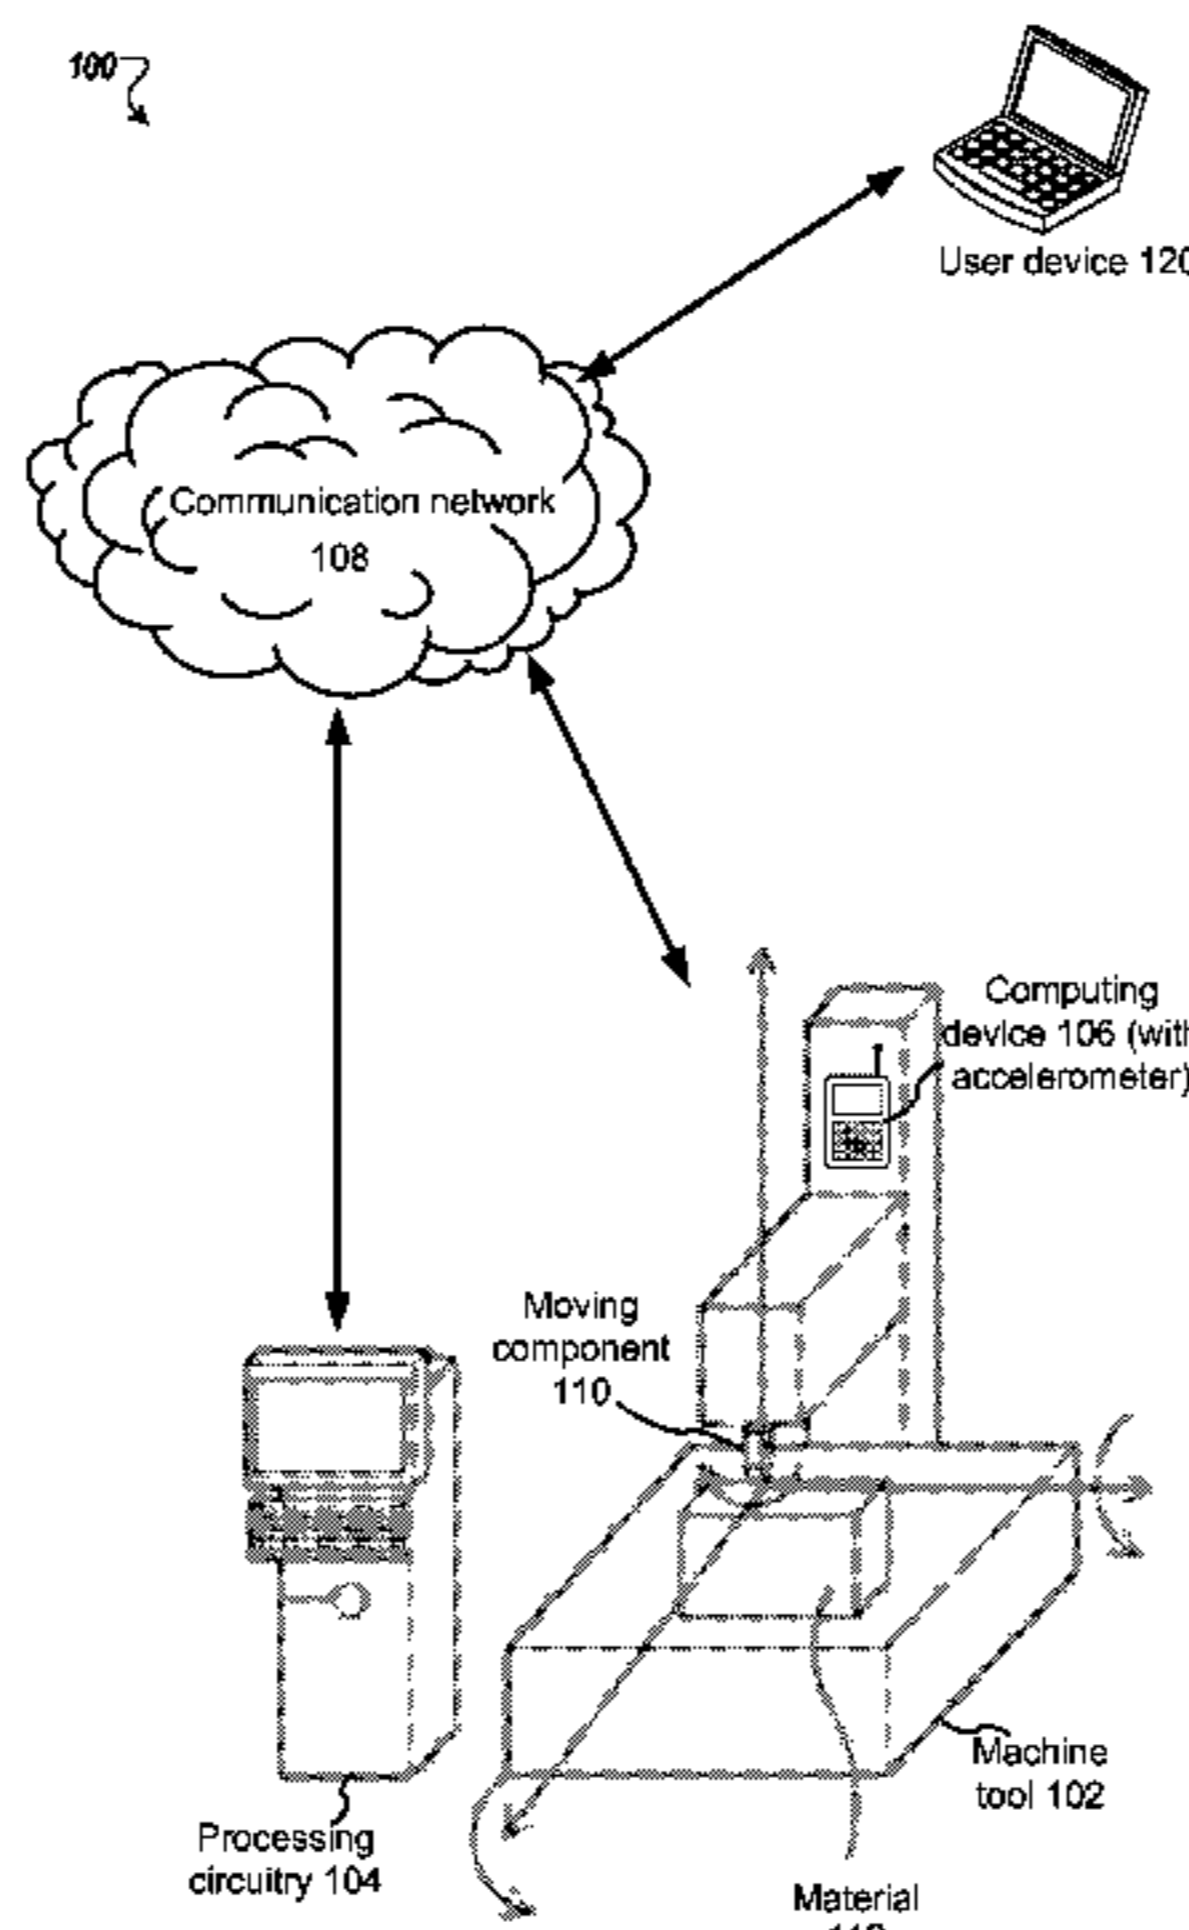 100
User device 120
Communication network
108
Computing
device 106 (with
accelerometer)
Moving
component
110
Machine
tool 102
Processing
circuitry 104
Material